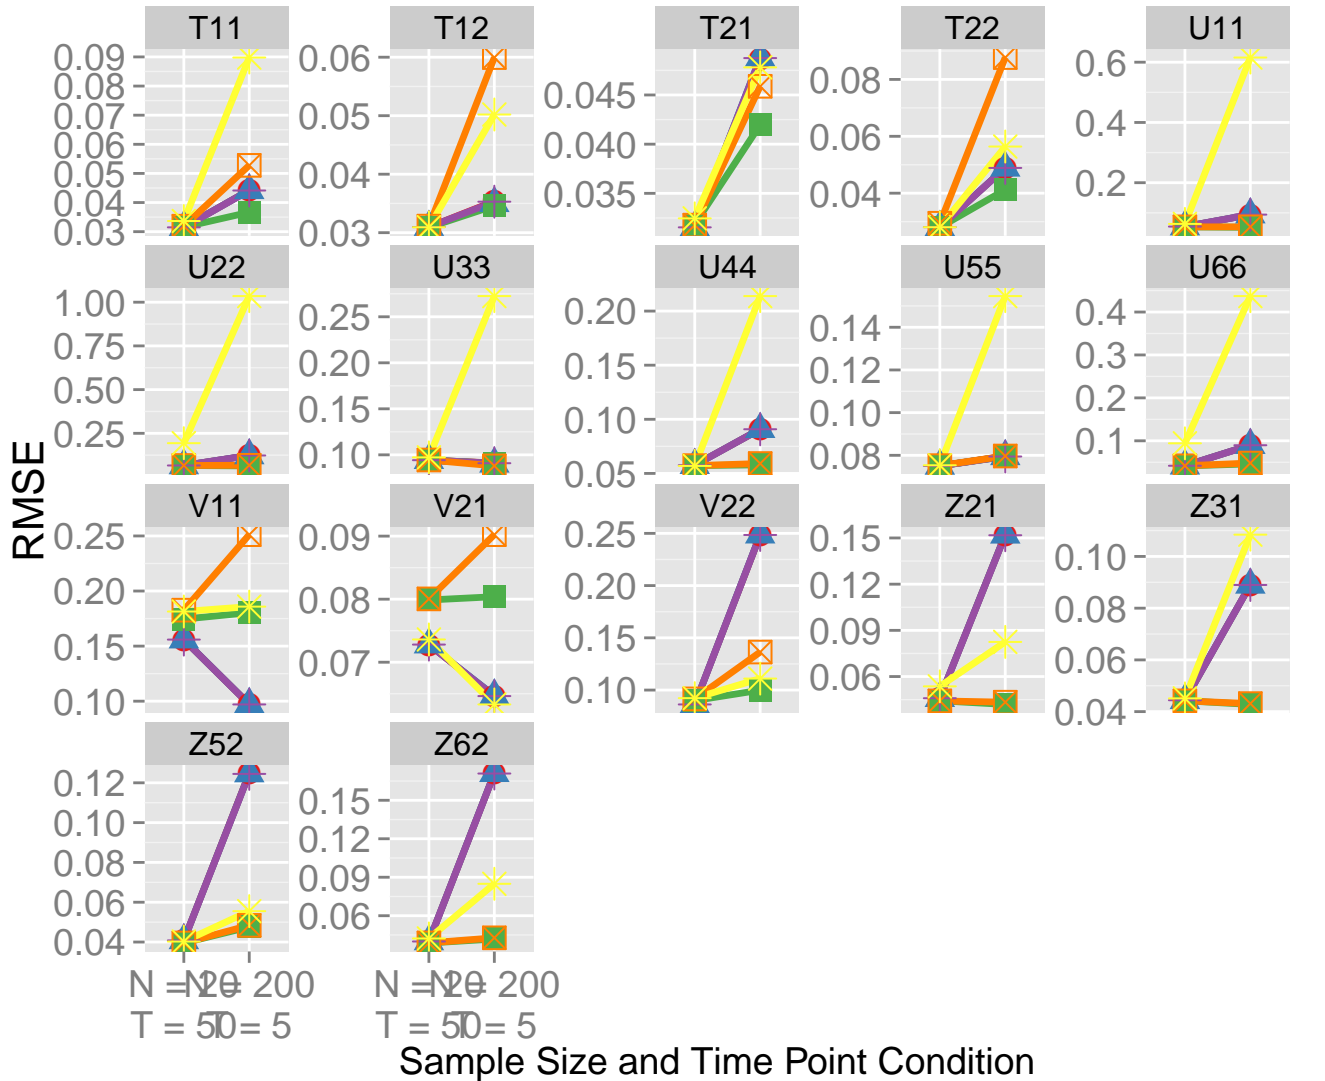 T11 T12 T21 T22 U11
0.09 0.06 0.08 0.6
0.08
0.07 0.05 0.045 0.06 0.4
0.06
0.05 0.04 0.040 0.04 0.2
0.04 0.035
0.03 0.03
U22 U33 U44 U55 U66
1.00 0.25 0.20 0.14 0.4
0.75 0.20 0.15 0.12 0.3
0.50 0.15 0.10 0.10 0.2
0.25 0.10 0.05 0.08 0.1
RMSE
V11 V21 V22 Z21 Z31
0.25 0.09 0.25 0.15 0.10
0.20 0.08 0.20 0.12 0.08
0.15 0.07 0.15 0.09 0.06
0.10 0.10 0.06 0.04
Z52 Z62
0.12 0.15
0.10 0.12
0.08 0.09
0.06 0.06
0.04
N = 200 N = 200
T = 50 T = 5 T = 50 T = 5
Sample Size and Time Point Condition